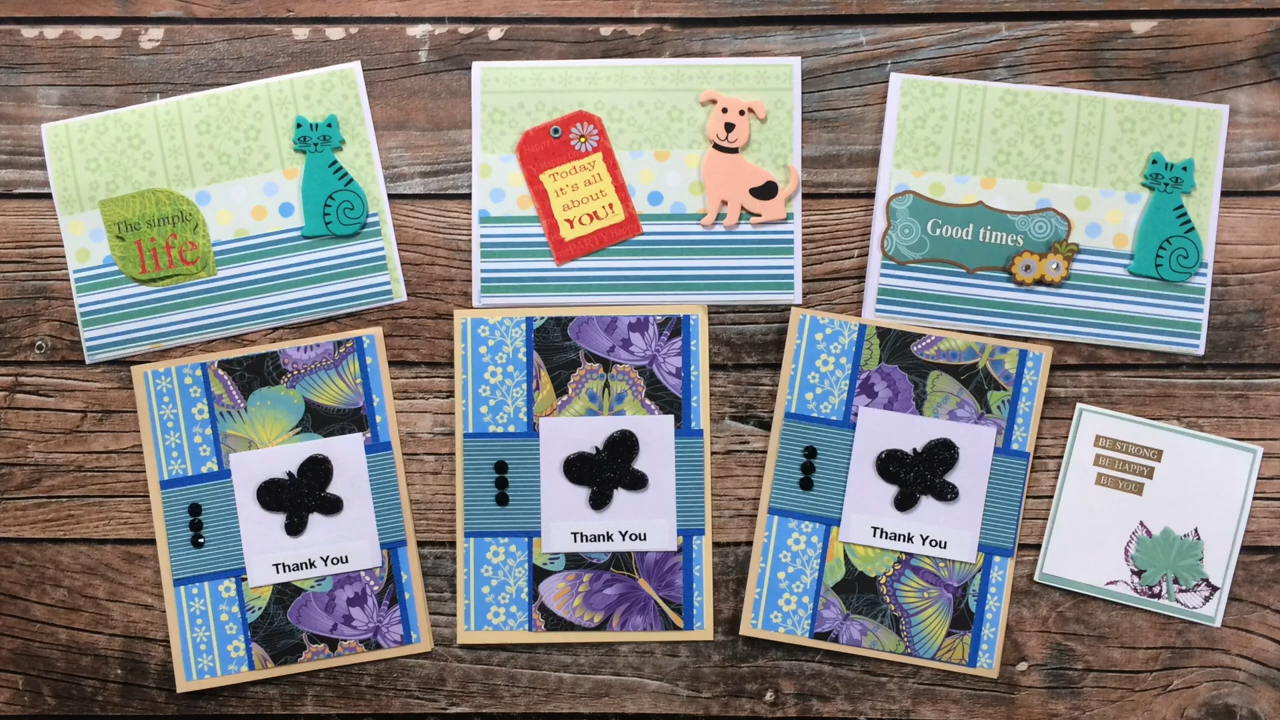 The simple
life
Today
it's all
about
YOU!
PARTY
Good times
Thank You
Thank You
Thank You
BE STRONG
BE HAPPY
BE YOU